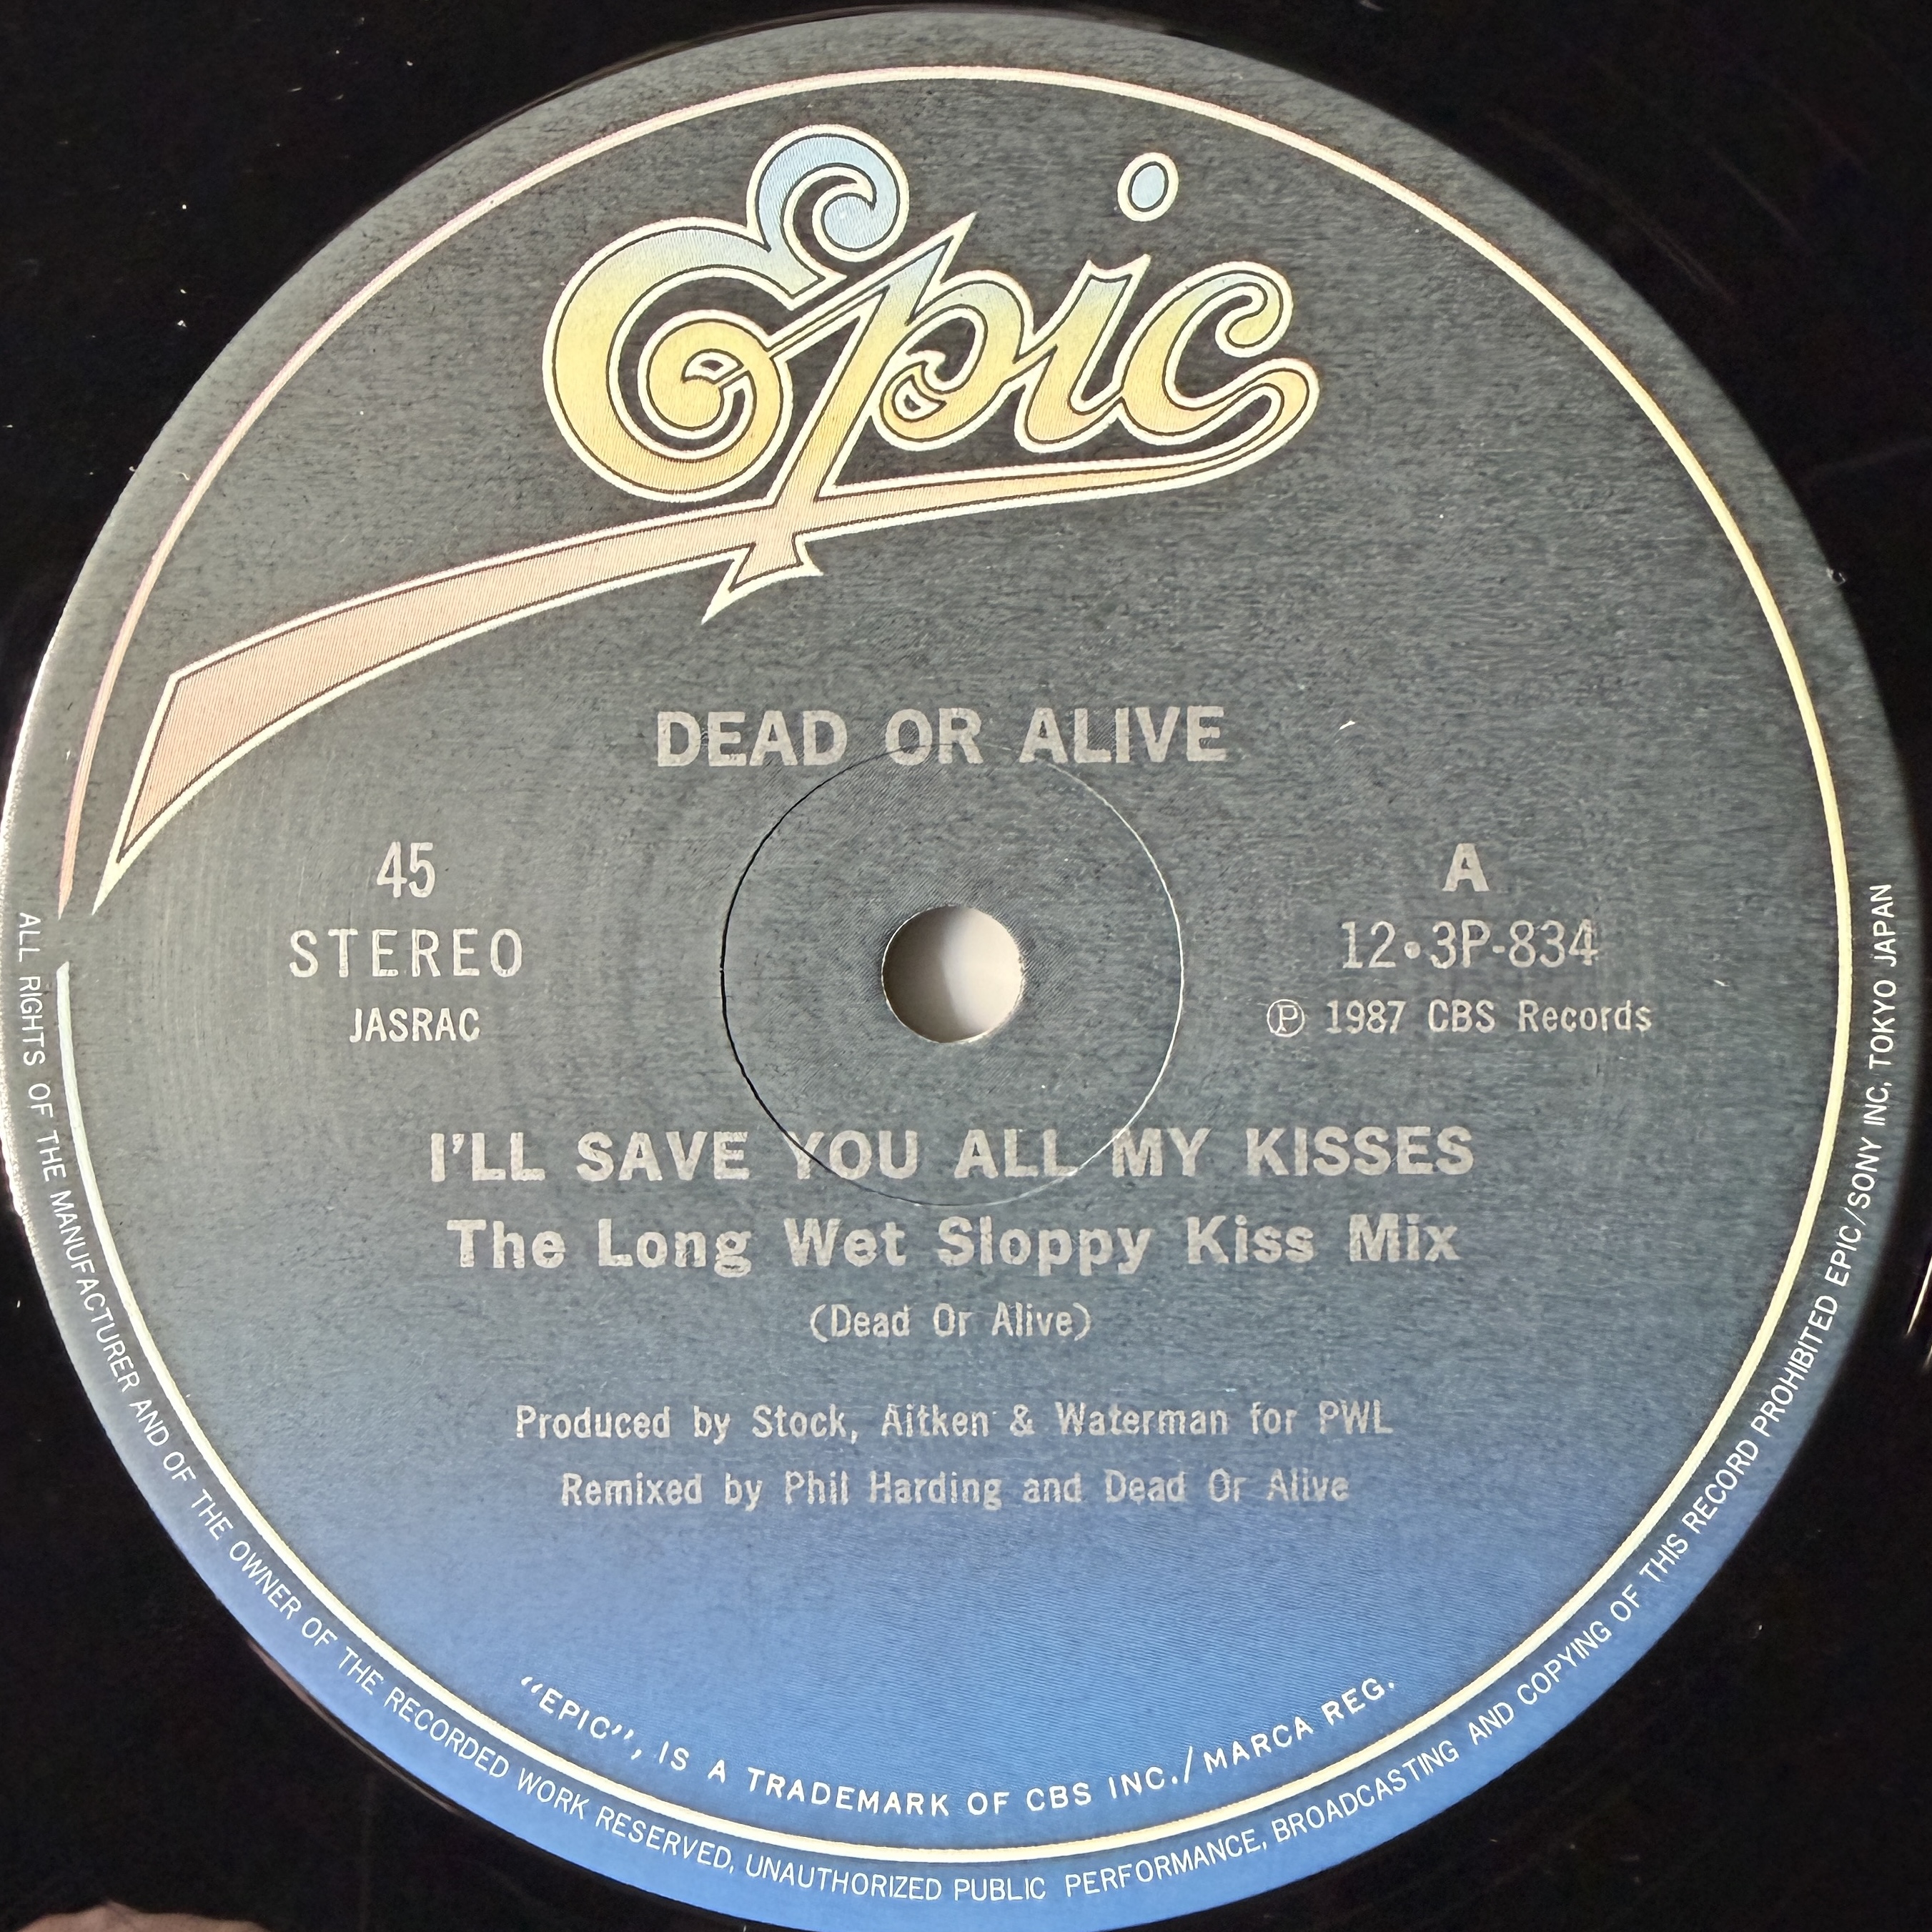 Epic
DEAD OR ALIVE
45
STEREO
JASRAC
A
12•3P-834
Ⓟ 1987 CBS Records
I'LL SAVE YOU ALL MY KISSES
The Long Wet Sloppy Kiss Mix
(Dead Or Alive)
Produced by Stock, Aitken & Waterman for PWL
Remixed by Phil Harding and Dead Or Alive
“EPIC”, IS A TRADEMARK OF CBS INC./MARCA REG.
ALL RIGHTS OF THE MANUFACTURER AND OF THE OWNER OF THE RECORDED WORK RESERVED, UNAUTHORIZED PUBLIC PERFORMANCE, BROADCASTING AND COPYING OF THIS RECORD PROHIBITED EPIC/SONY INC, TOKYO JAPAN